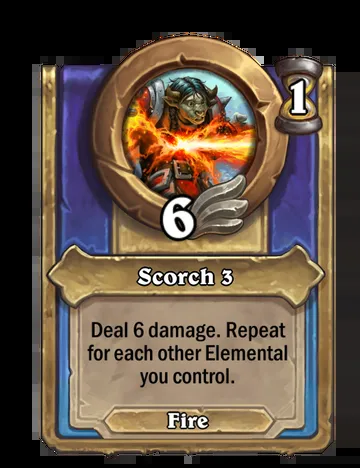 1
6
Scorch 3
Deal 6 damage. Repeat
for each other Elemental
you control.
Fire